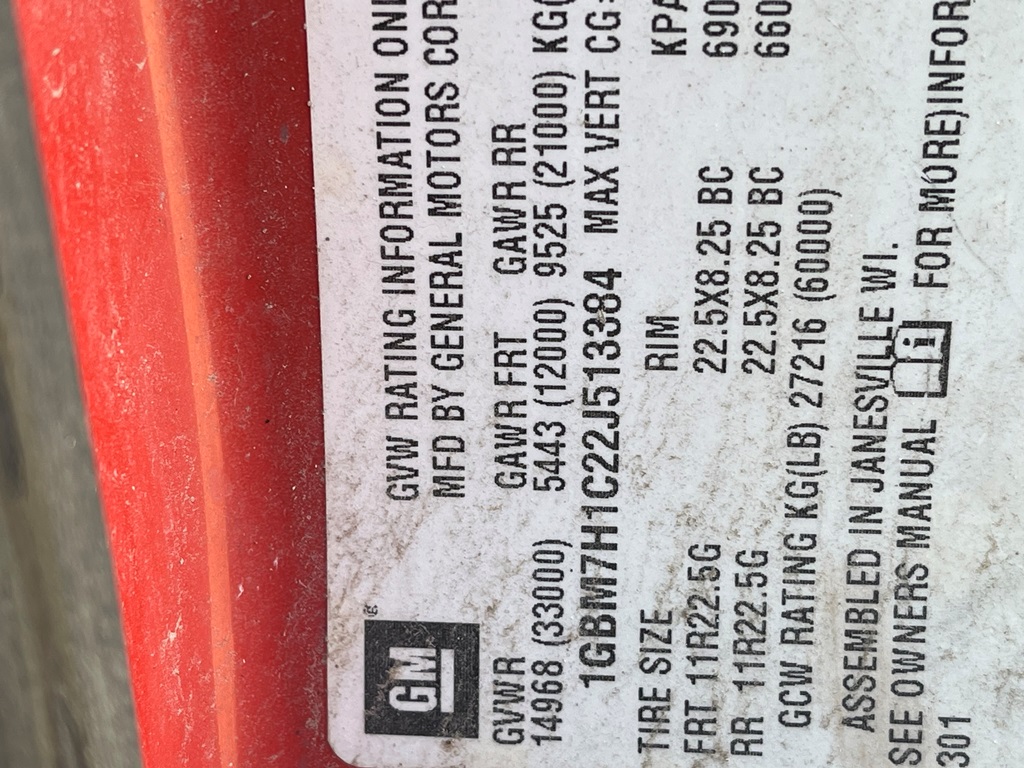 GM
GVW RATING INFORMATION ONL
MFD BY GENERAL MOTORS COR
GVWR GAWR FRT GAWR RR
14968 (33000) 5443 (12000) 9525 (21000) KG(
1GBM7H1C22J513384 MAX VERT CG=
TIRE SIZE RIM KPA
FRT 11R22.5G 22.5X8.25 BC 690
RR 11R22.5G 22.5X8.25 BC 660
GCW RATING KG(LB) 27216 (60000)
ASSEMBLED IN JANESVILLE WI.
SEE OWNERS MANUAL i FOR MORE)INFOR
301